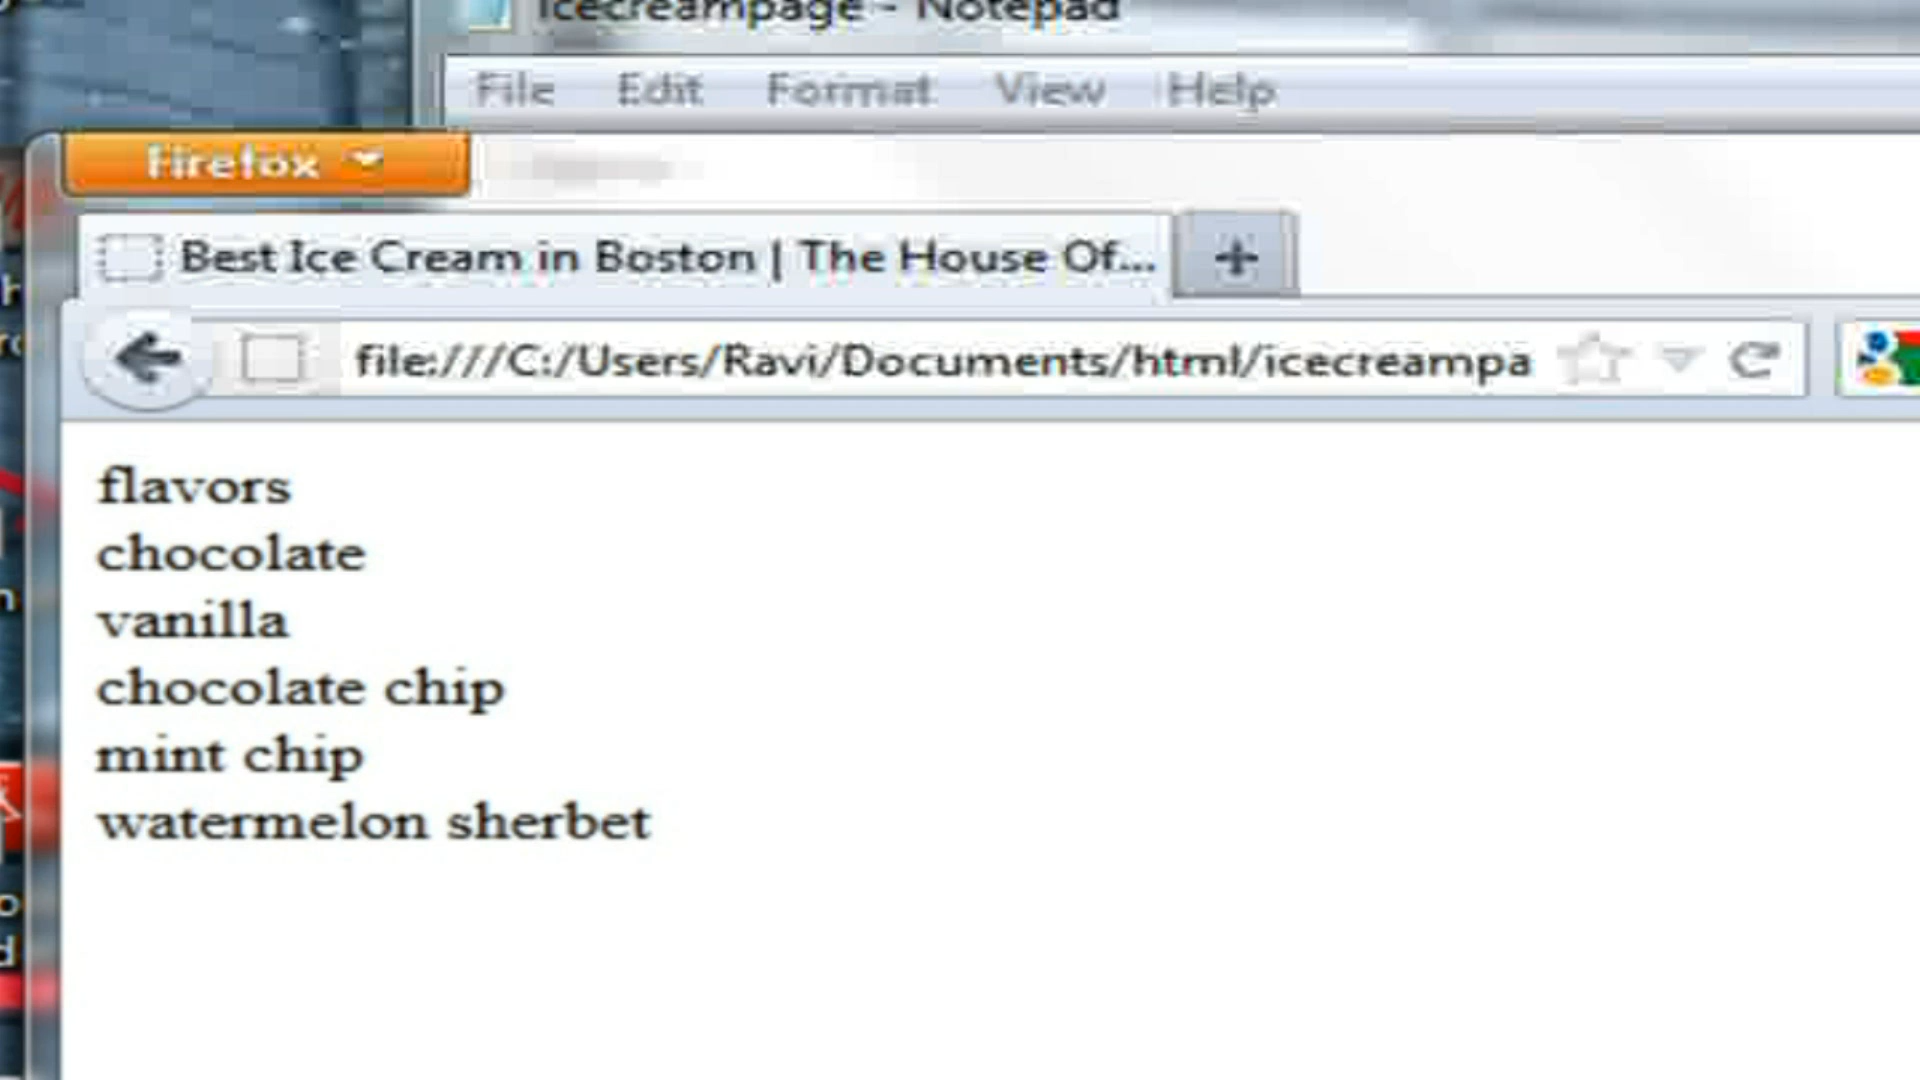 icecreampage - Notepad
File Edit Format View Help
Firefox
Best Ice Cream in Boston | The House Of...
file:///C:/Users/Ravi/Documents/html/icecreampa
flavors
chocolate
vanilla
chocolate chip
mint chip
watermelon sherbet